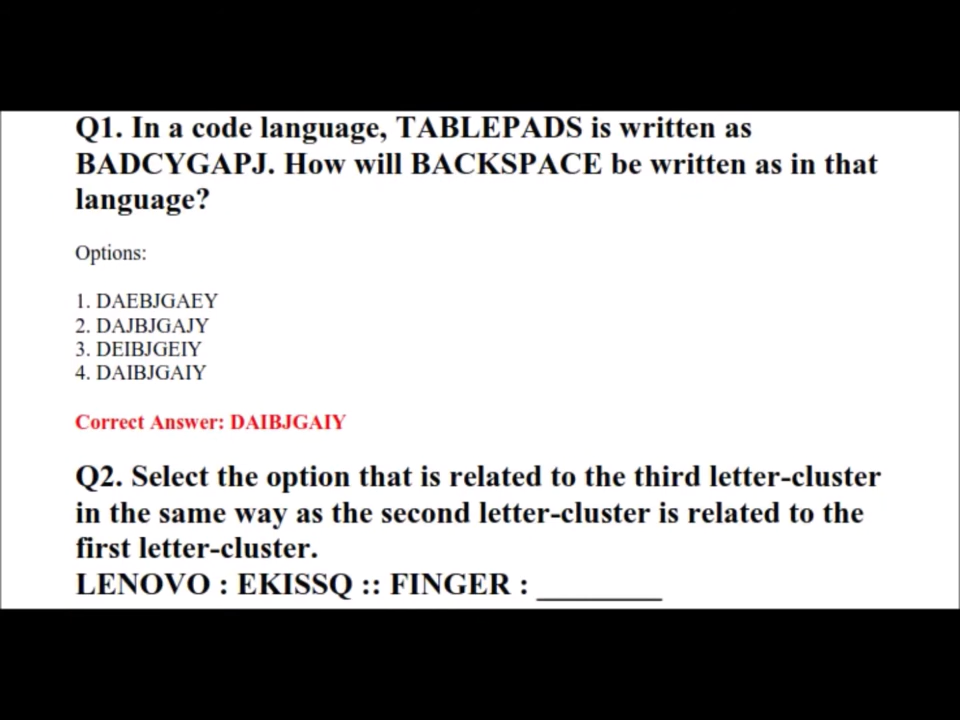 Q1. In a code language, TABLEPADS is written as
BADCYGAPJ. How will BACKSPACE be written as in that
language?
Options:
1. DAEBJGAEY
2. DAJBJGAJY
3. DEIBJGEIY
4. DAIBJGAIY
Correct Answer: DAIBJGAIY
Q2. Select the option that is related to the third letter-cluster
in the same way as the second letter-cluster is related to the
first letter-cluster.
LENOVO : EKISSQ :: FINGER : ________